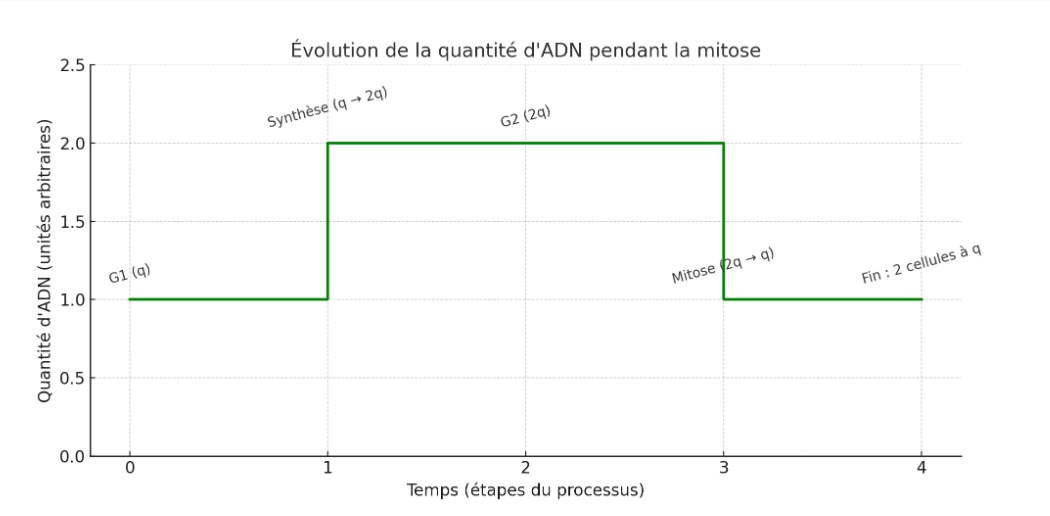 Évolution de la quantité d'ADN pendant la mitose
Quantité d'ADN (unités arbitraires)
2.5
2.0
1.5
1.0
0.5
0.0
Synthèse (q → 2q)
G2 (2q)
G1 (q)
Mitose (2q → q)
Fin : 2 cellules à q
0 1 2 3 4
Temps (étapes du processus)